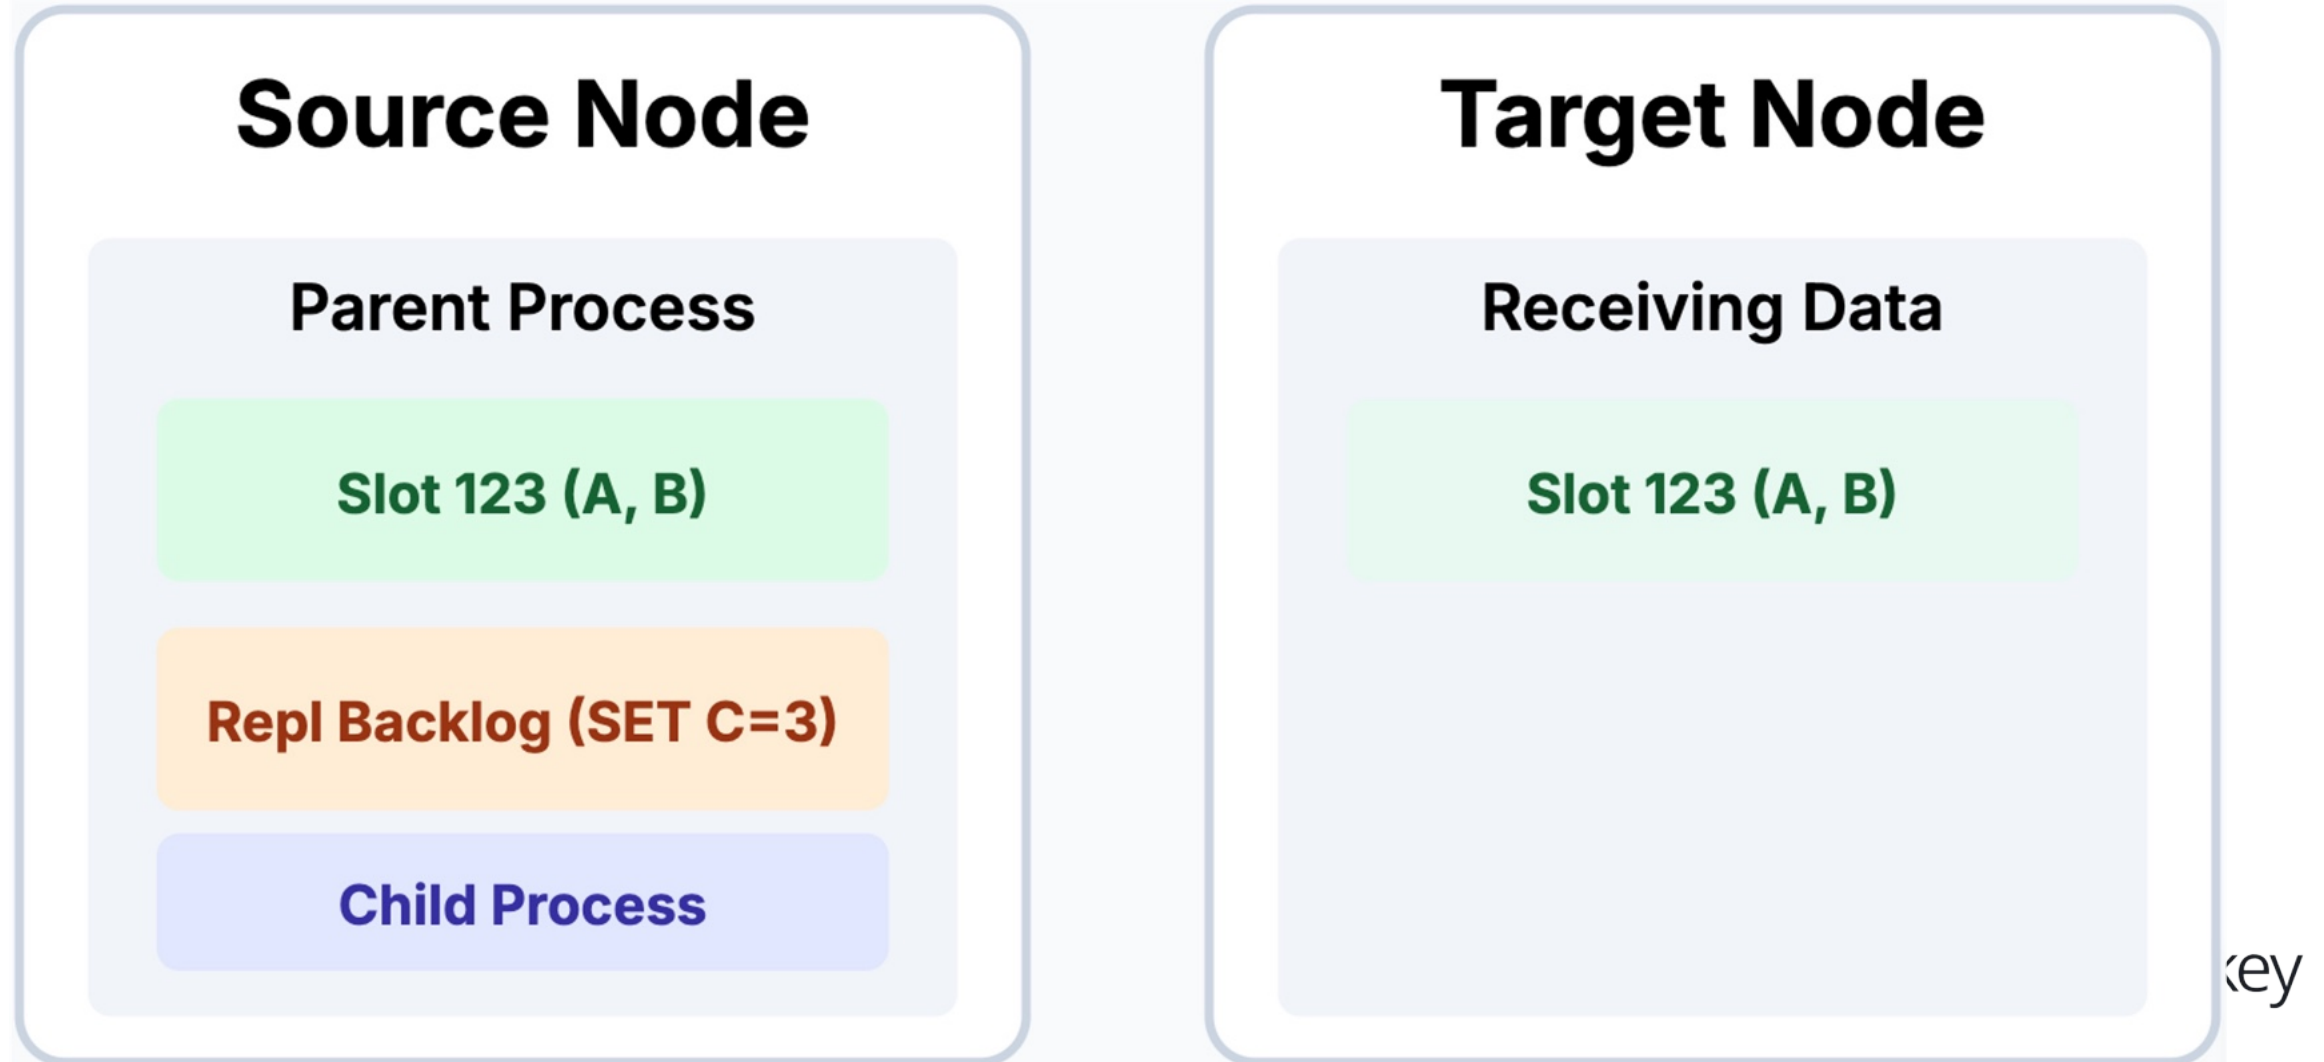 Source Node
Parent Process
Slot 123 (A, B)
Repl Backlog (SET C=3)
Child Process
Target Node
Receiving Data
Slot 123 (A, B)